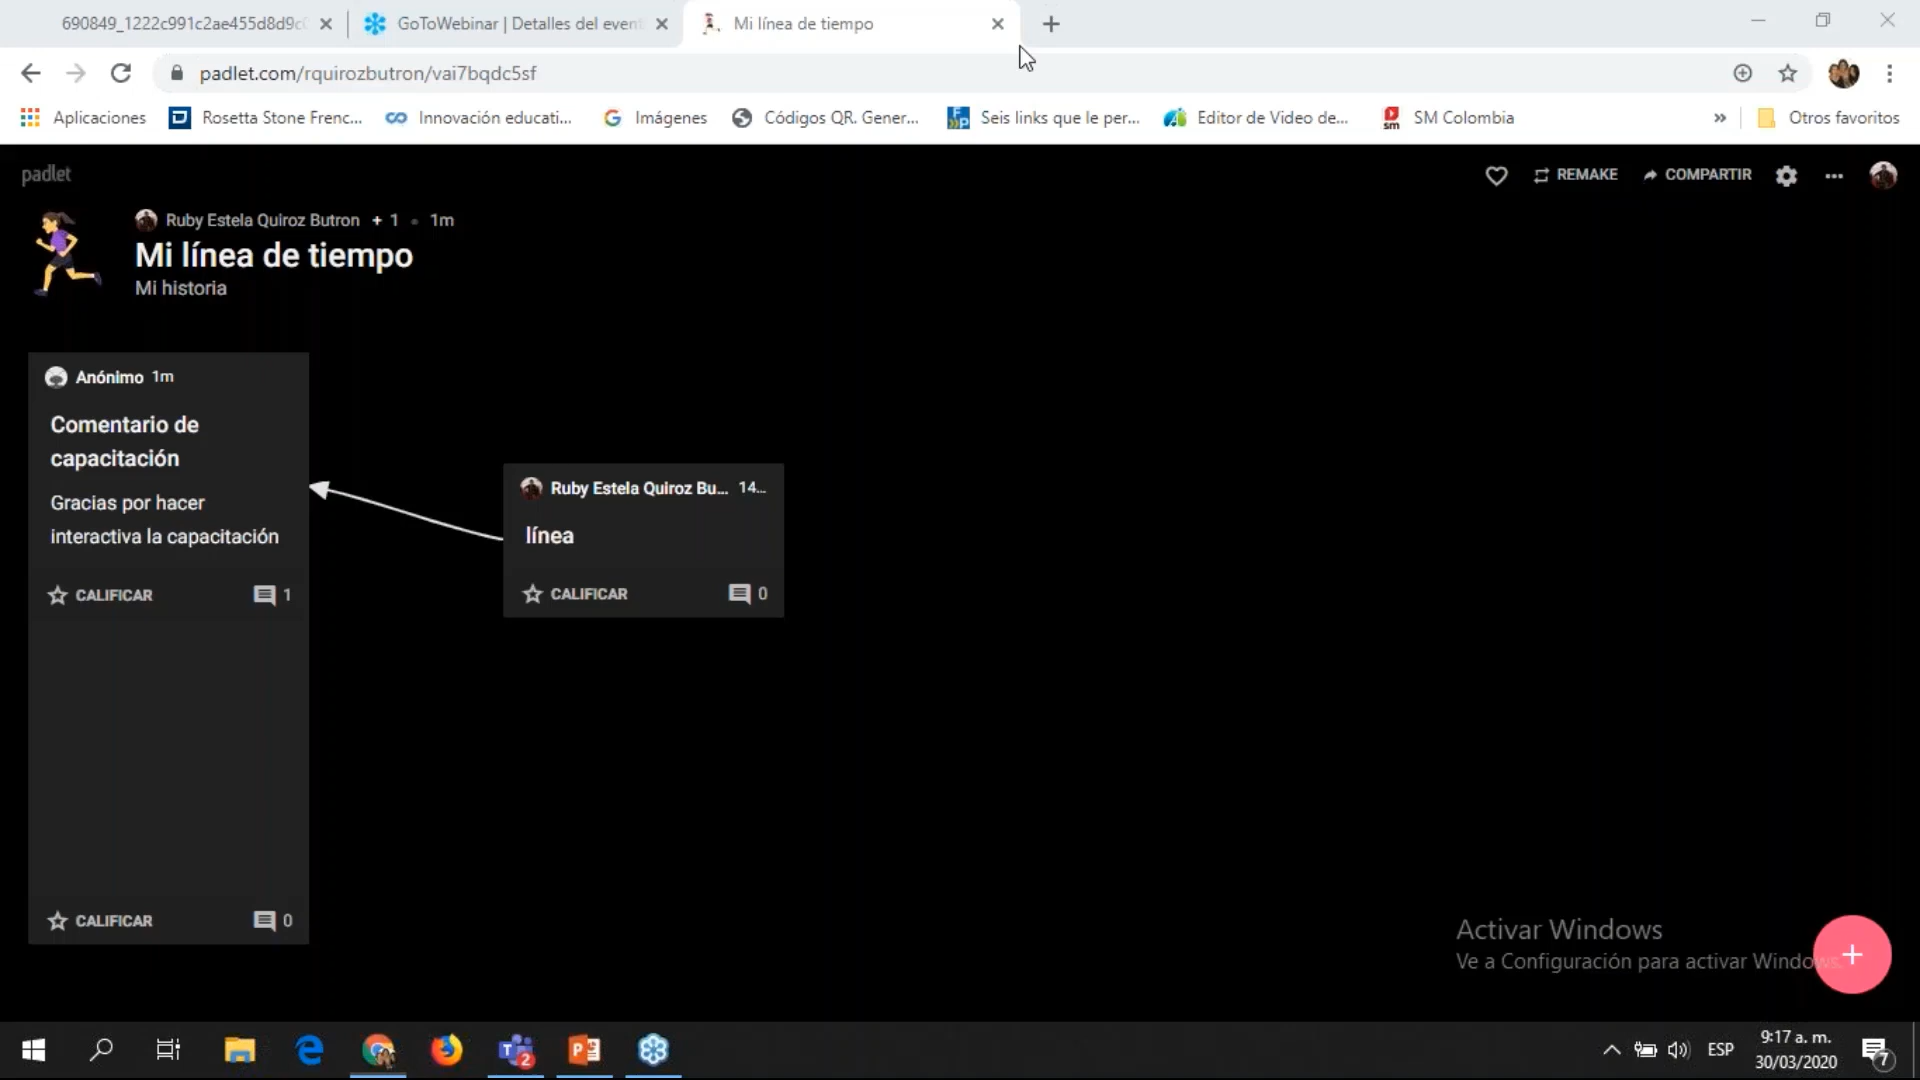 690849_1222c991c2ae455d8d9c
GoToWebinar | Detalles del even
Mi línea de tiempo
padlet.com/rquirozbutron/vai7bqdc5sf
Aplicaciones
Rosetta Stone Frenc...
Innovación educati...
Imágenes
Códigos QR. Gener...
Seis links que le per...
Editor de Video de...
SM Colombia
Otros favoritos
padlet
REMAKE
COMPARTIR
Ruby Estela Quiroz Butron + 1 • 1m
Mi línea de tiempo
Mi historia
Anónimo 1m
Comentario de
capacitación
Gracias por hacer
interactiva la capacitación
CALIFICAR 1
Ruby Estela Quiroz Bu... 14...
línea
CALIFICAR 0
CALIFICAR 0
Activar Windows
Ve a Configuración para activar Windows.
ESP
9:17 a. m.
30/03/2020
7
2